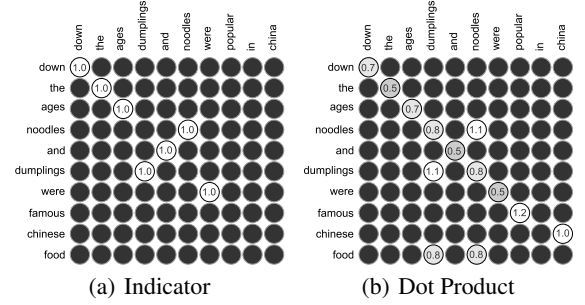 down the ages dumplings and noodles were popular in china
down 1.0
the 1.0
ages 1.0
noodles 1.0
and 1.0
dumplings 1.0
were 1.0
famous
chinese
food
(a) Indicator
down the ages dumplings and noodles were popular in china
down 0.7
the 0.5
ages 0.7
noodles 0.8 1.1
and 0.5
dumplings 1.1 0.8
were 0.5
famous 1.2
chinese 1.0
food 0.8 0.8
(b) Dot Product